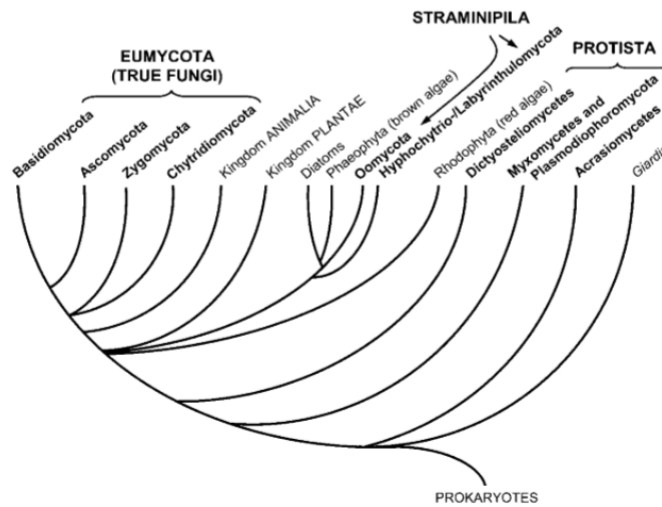 STRAMINIPILA
EUMYCOTA
(TRUE FUNGI)
PROTISTA
Basidiomycota
Ascomycota
Zygomycota
Chytridiomycota
Kingdom ANIMALIA
Kingdom PLANTAE
Diatoms
Phaeophyta (brown algae)
Oomycota
Hyphochytrio-/Labyrinthulomycota
Rhodophyta (red algae)
Dictyosteliomycetes
Myxomycetes and
Plasmodiophoromycota
Acrasiomycetes
PROKARYOTES